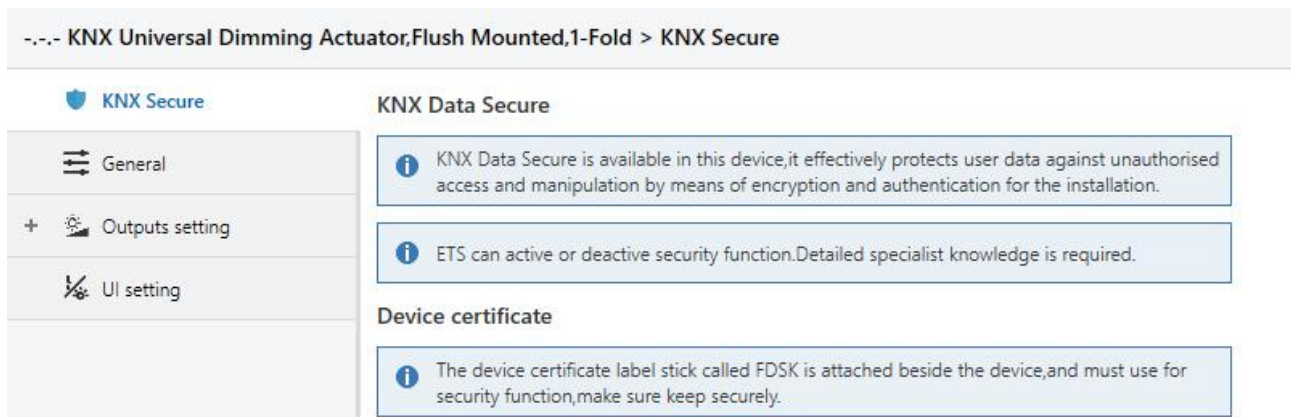 -.-.- KNX Universal Dimming Actuator,Flush Mounted,1-Fold > KNX Secure
KNX Secure
General
+ Outputs setting
UI setting
KNX Data Secure
KNX Data Secure is available in this device,it effectively protects user data against unauthorised
access and manipulation by means of encryption and authentication for the installation.
ETS can active or deactive security function.Detailed specialist knowledge is required.
Device certificate
The device certificate label stick called FDSK is attached beside the device,and must use for
security function,make sure keep securely.